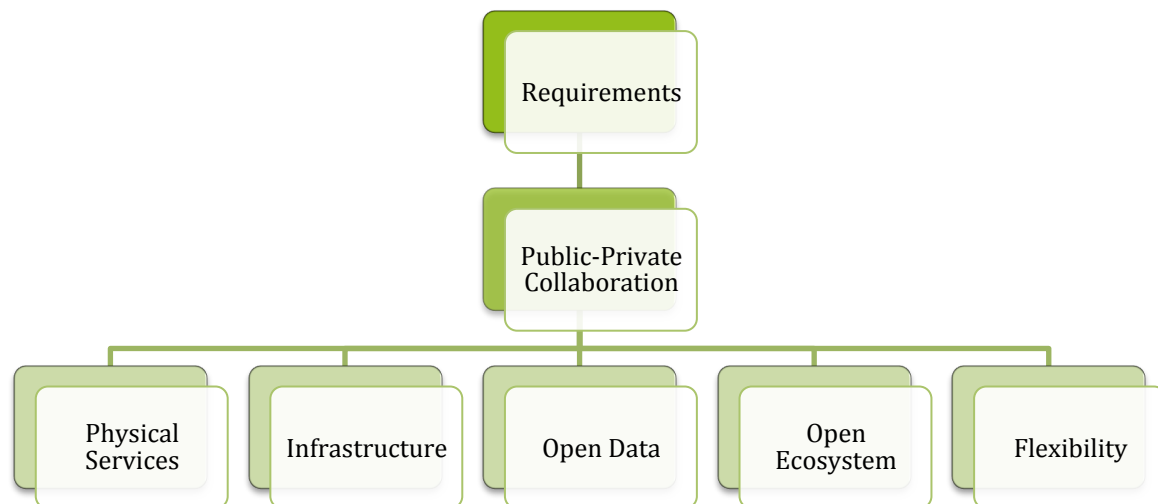 Requirements
Public-Private
Collaboration
Physical
Services
Infrastructure
Open Data
Open
Ecosystem
Flexibility